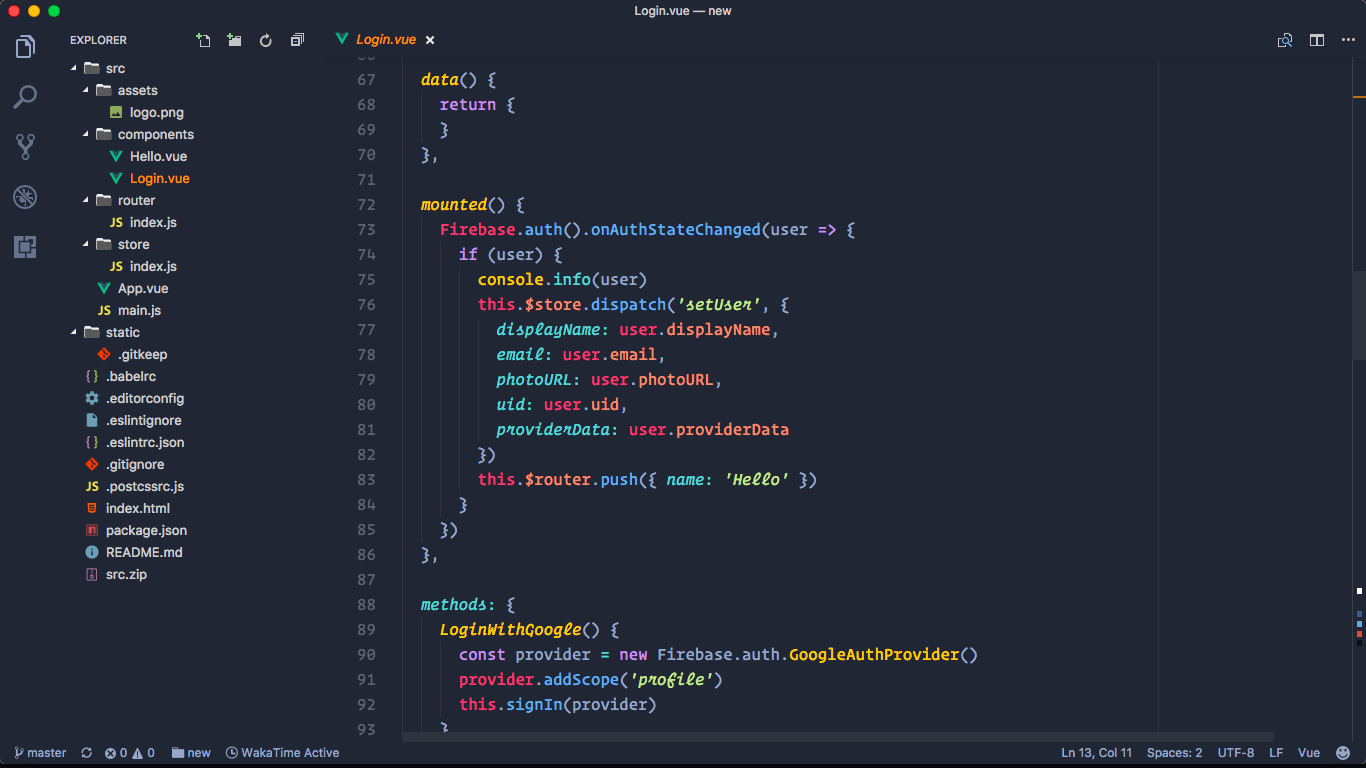 Login.vue — new
EXPLORER
Login.vue
src
assets
logo.png
components
Hello.vue
Login.vue
router
JS index.js
store
JS index.js
App.vue
JS main.js
static
.gitkeep
{ } .babelrc
.editorconfig
.eslintignore
{ } .eslintrc.json
.gitignore
JS .postcssrc.js
index.html
package.json
README.md
src.zip
67 data() {
68 return {
69 }
70 },
71
72 mounted() {
73 Firebase.auth().onAuthStateChanged(user => {
74 if (user) {
75 console.info(user)
76 this.$store.dispatch('setUser', {
77 displayName: user.displayName,
78 email: user.email,
79 photoURL: user.photoURL,
80 uid: user.uid,
81 providerData: user.providerData
82 })
83 this.$router.push({ name: 'Hello' })
84 }
85 })
86 },
87
88 methods: {
89 LoginWithGoogle() {
90 const provider = new Firebase.auth.GoogleAuthProvider()
91 provider.addScope('profile')
92 this.signIn(provider)
93 }
master 0 0 new WakaTime Active Ln 13, Col 11 Spaces: 2 UTF-8 LF Vue